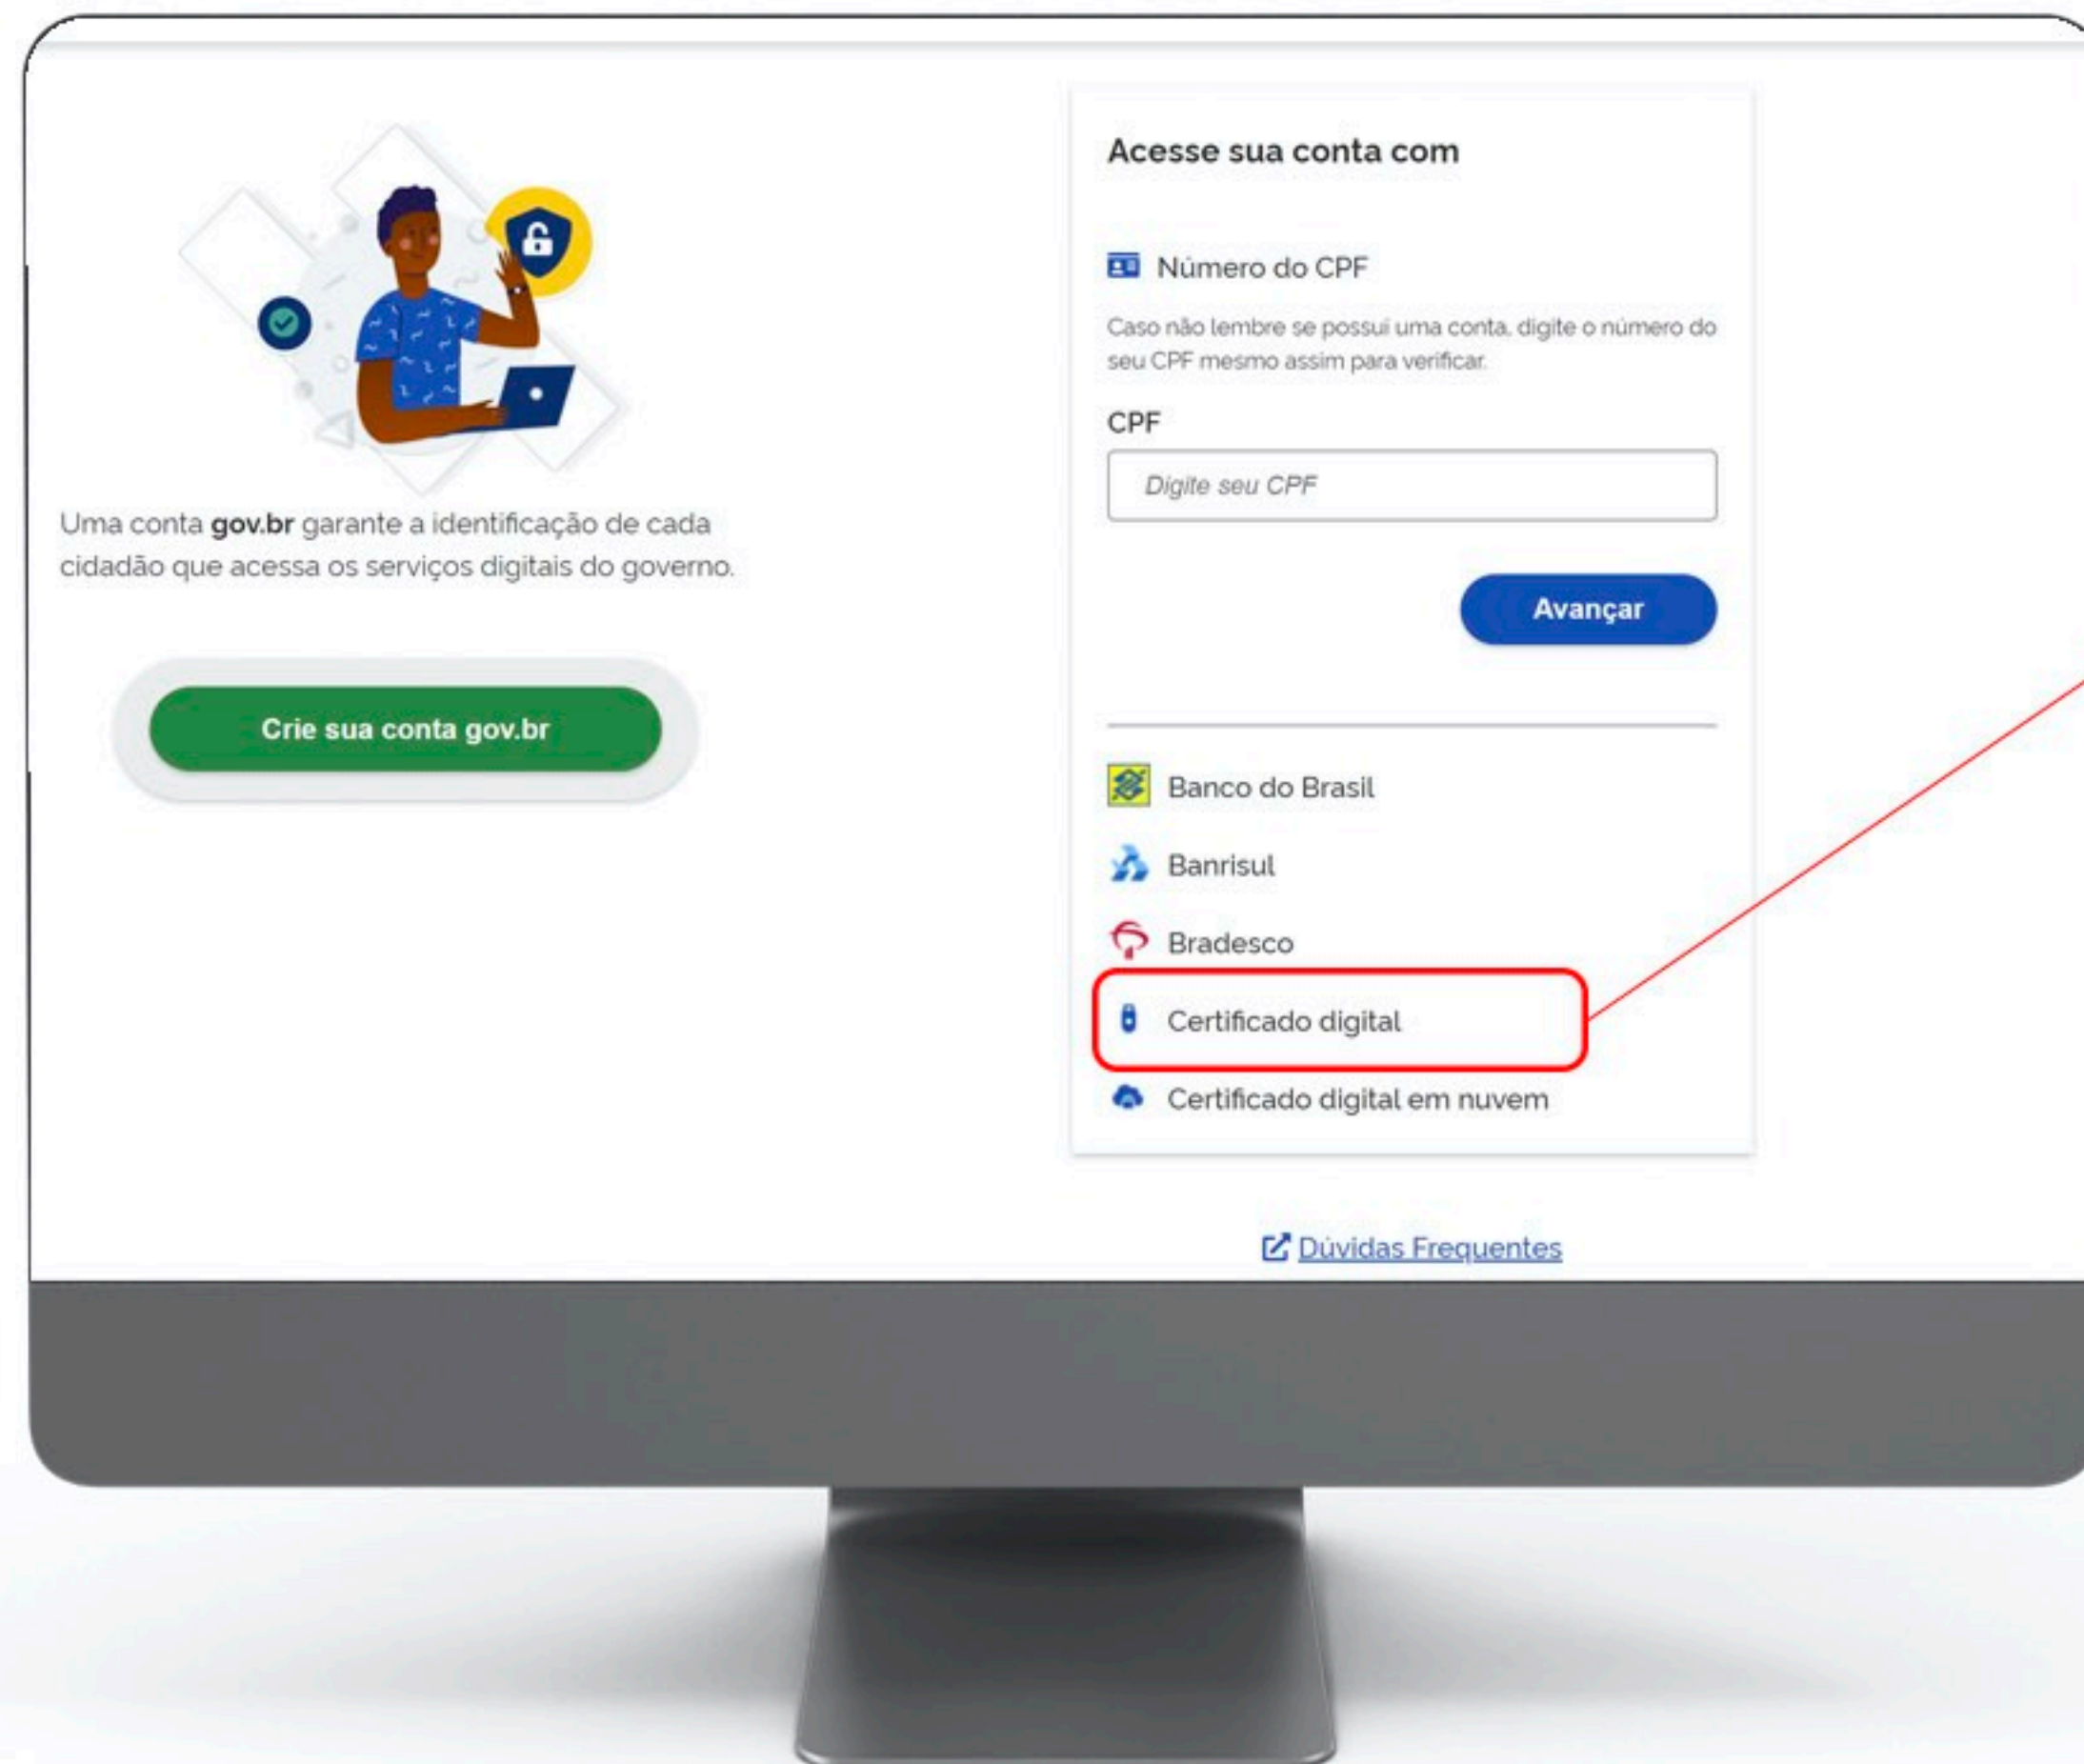 Uma conta gov.br garante a identificação de cada
cidadão que acessa os serviços digitais do governo.
Crie sua conta gov.br
Acesse sua conta com
Número do CPF
Caso não lembre se possui uma conta, digite o número do
seu CPF mesmo assim para verificar.
CPF
Digite seu CPF
Avançar
Banco do Brasil
Banrisul
Bradesco
Certificado digital
Certificado digital em nuvem
Dúvidas Frequentes